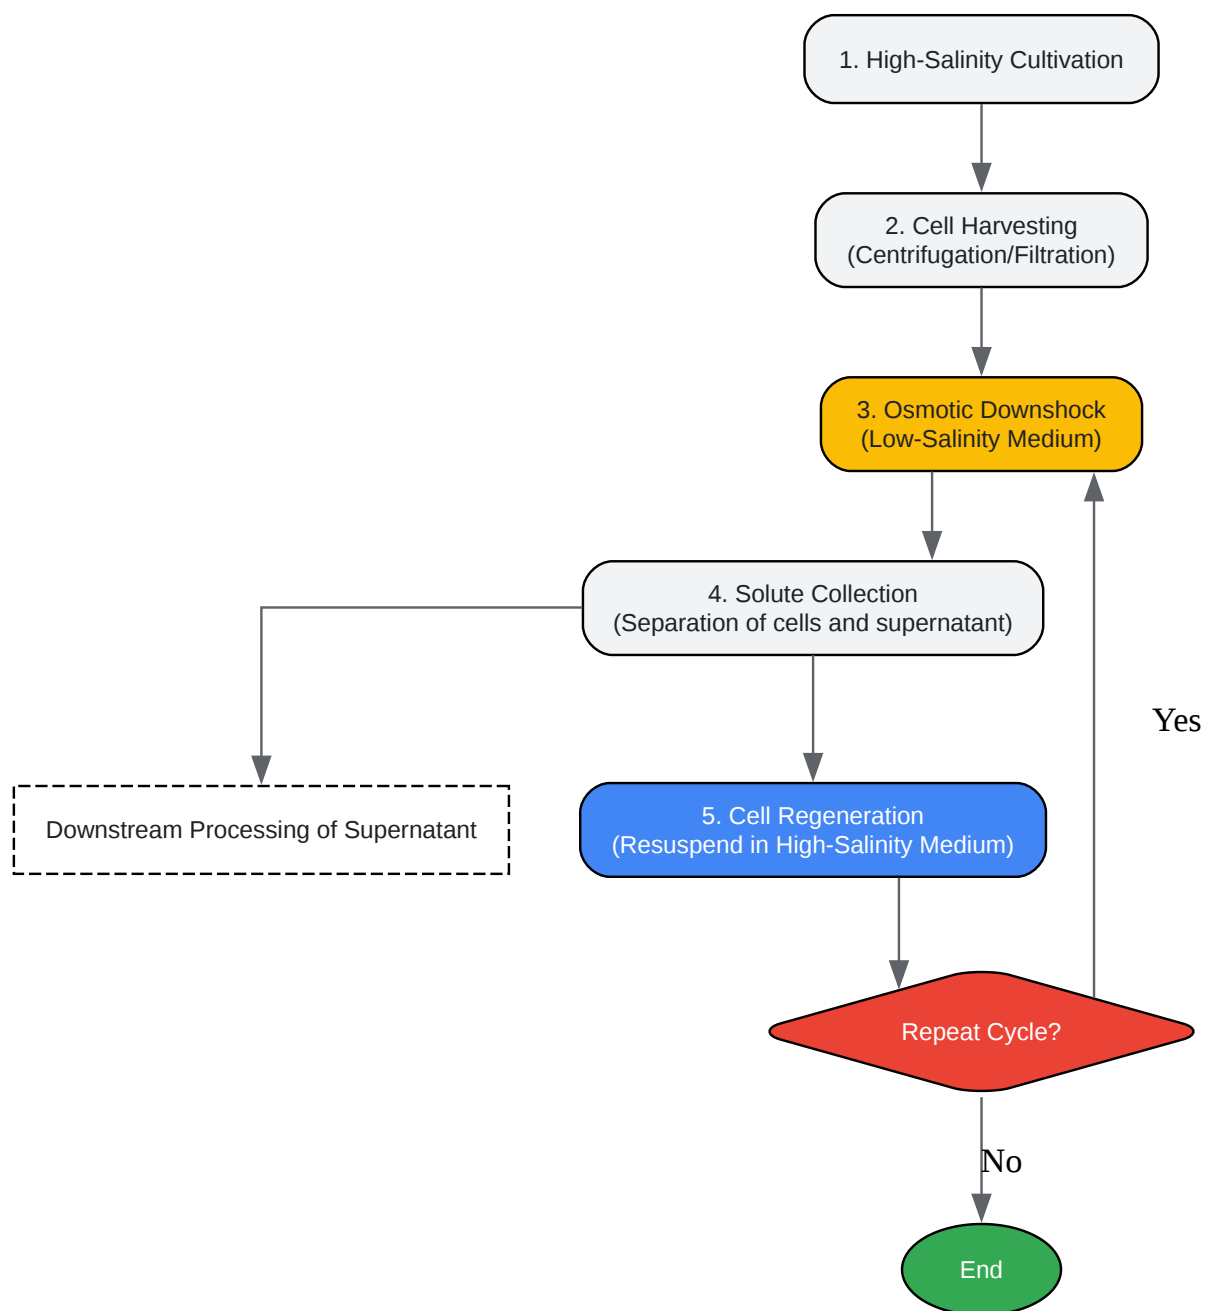 1. High-Salinity Cultivation
2. Cell Harvesting
(Centrifugation/Filtration)
3. Osmotic Downshock
(Low-Salinity Medium)
4. Solute Collection
(Separation of cells and supernatant)
Yes
Downstream Processing of Supernatant
5. Cell Regeneration
(Resuspend in High-Salinity Medium)
Repeat Cycle?
No
End